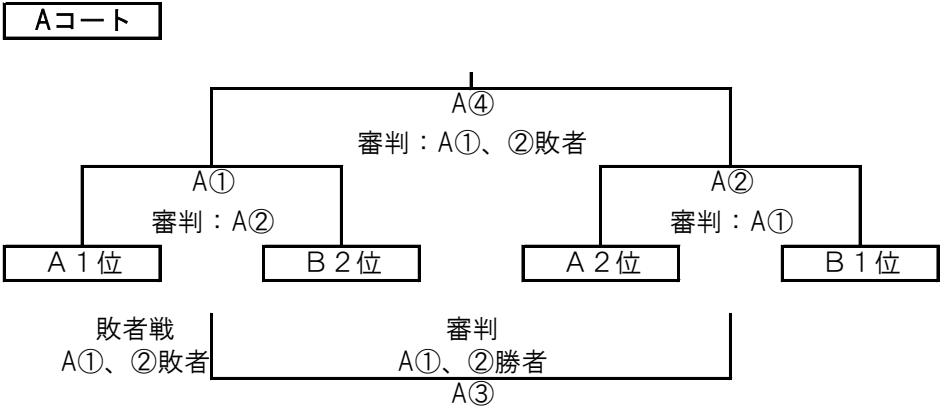 Aコート
A④
審判：A①、②敗者
A① A②
審判：A② 審判：A①
Ａ１位 Ｂ２位 Ａ２位 Ｂ１位
敗者戦 審判
A①、②敗者 A①、②勝者
A③